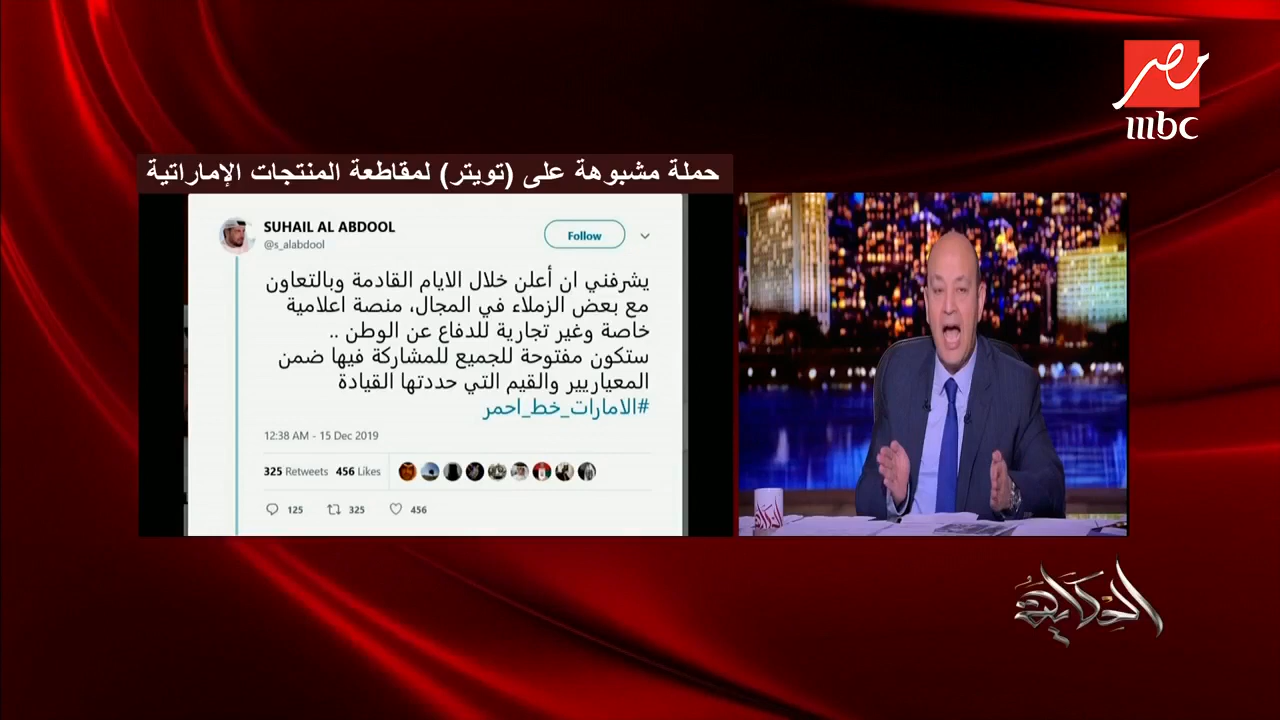 مصر
mbc
حملة مشبوهة على (تويتر) لمقاطعة المنتجات الإماراتية
SUHAIL AL ABDOOL
@s_alabdool
Follow
يشرفني ان أعلن خلال الايام القادمة وبالتعاون
مع بعض الزملاء في المجال، منصة اعلامية
خاصة وغير تجارية للدفاع عن الوطن ..
ستكون مفتوحة للجميع للمشاركة فيها ضمن
المعياريير والقيم التي حددتها القيادة
#الامارات_خط_احمر
12:38 AM - 15 Dec 2019
325 Retweets 456 Likes
125 325 456
الحكاية
الحكاية